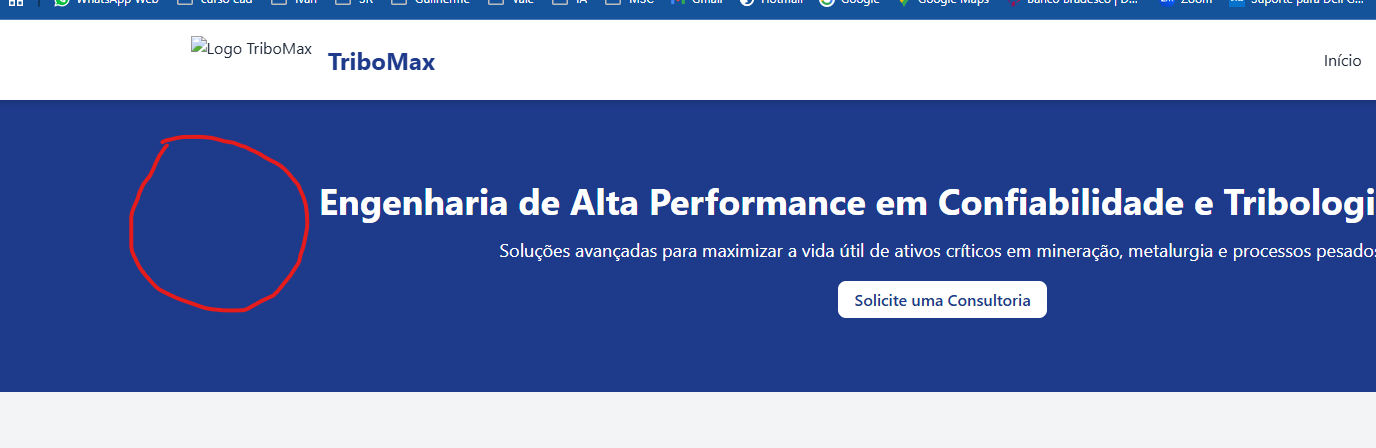 WhatsApp Web curso cad Ivan SR Guilherme Vale IA MSC Gmail Hotmail Google Google Maps Banco Bradesco | D... Zoom Suporte para Dell G...
Logo TriboMax TriboMax Início
Engenharia de Alta Performance em Confiabilidade e Tribologi
Soluções avançadas para maximizar a vida útil de ativos críticos em mineração, metalurgia e processos pesados
Solicite uma Consultoria